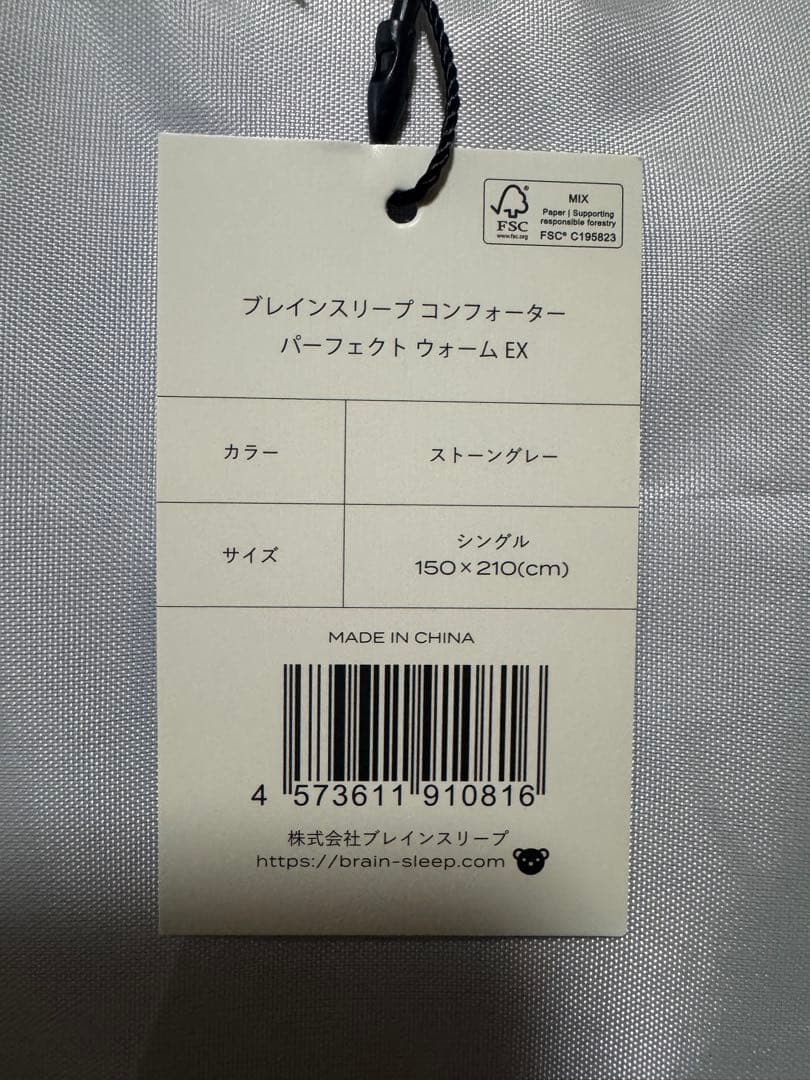 MIX
Paper | Supporting
responsible forestry
FSC® C195823
FSC
www.fsc.org
ブレインスリープ コンフォーター
パーフェクト ウォーム EX
カラー
ストーングレー
サイズ
シングル
150×210(cm)
MADE IN CHINA
4 573611 910816
株式会社ブレインスリープ
https://brain-sleep.com